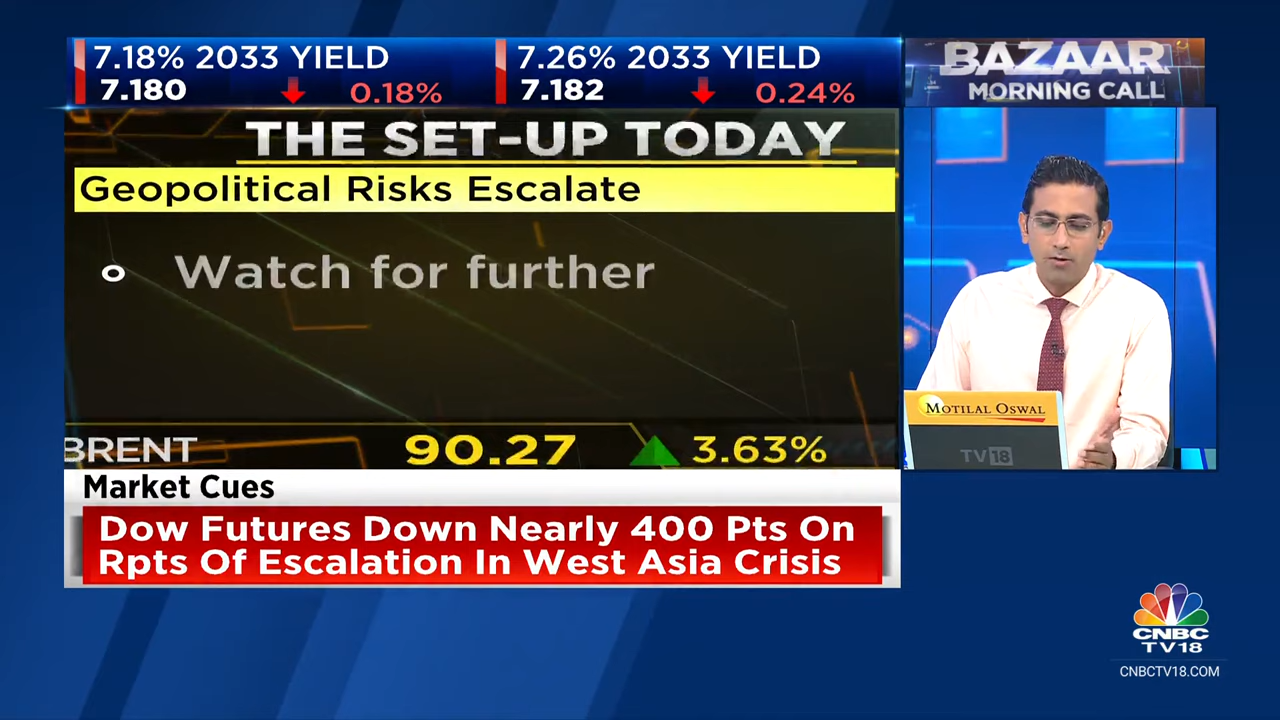 7.18% 2033 YIELD
7.180 0.18%
7.26% 2033 YIELD
7.182 0.24%
BAZAAR
MORNING CALL
THE SET-UP TODAY
Geopolitical Risks Escalate
Watch for further
BRENT 90.27 3.63%
Market Cues
Dow Futures Down Nearly 400 Pts On
Rpts Of Escalation In West Asia Crisis
MOTILAL OSWAL
TV18
CNBC
TV18
CNBCTV18.COM